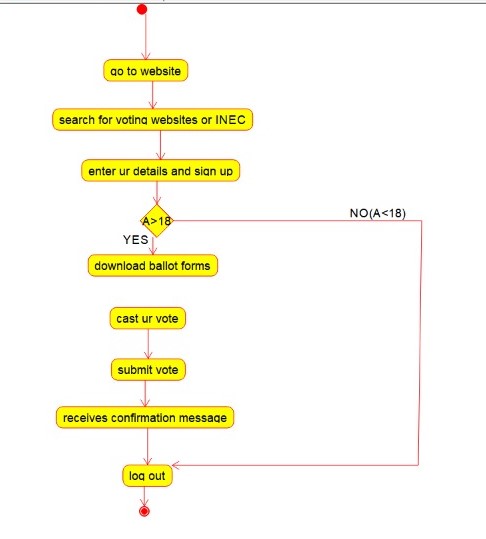 go to website
search for voting websites or INEC
enter ur details and sign up
A>18
NO(A<18)
YES
download ballot forms
cast ur vote
submit vote
receives confirmation message
log out